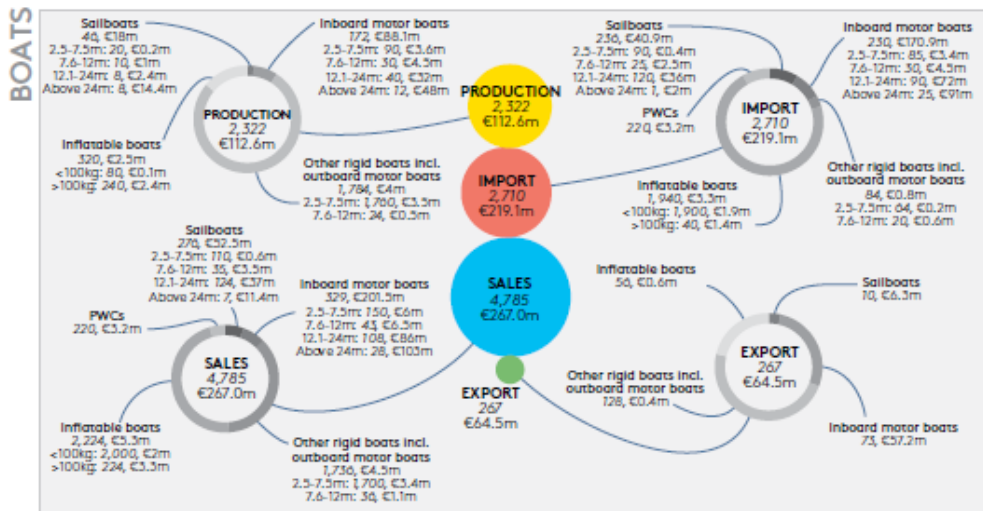 BOATS
Sailboats
46, €18m
2.5-7.5m: 20, €0.2m
7.6-12m: 10, €1m
12.1-24m: 8, €2.4m
Above 24m: 8, €14.4m
Inboard motor boats
172, €88.1m
2.5-7.5m: 90, €3.6m
7.6-12m: 30, €4.5m
12.1-24m: 40, €32m
Above 24m: 12, €48m
PRODUCTION
2,322
€112.6m
Inflatable boats
320, €2.5m
<100kg: 80, €0.1m
>100kg: 240, €2.4m
Other rigid boats incl.
outboard motor boats
1,784, €4m
2.5-7.5m: 1,760, €3.5m
7.6-12m: 24, €0.5m
PRODUCTION
2,322
€112.6m
IMPORT
2,710
€219.1m
SALES
4,785
€267.0m
EXPORT
267
€64.5m
Sailboats
236, €40.9m
2.5-7.5m: 90, €0.4m
7.6-12m: 25, €2.5m
12.1-24m: 120, €36m
Above 24m: 1, €2m
PWCs
220, €3.2m
Inboard motor boats
230, €170.9m
2.5-7.5m: 85, €3.4m
7.6-12m: 30, €4.5m
12.1-24m: 90, €72m
Above 24m: 25, €91m
IMPORT
2,710
€219.1m
Inflatable boats
1,940, €3.3m
<100kg: 1,900, €1.9m
>100kg: 40, €1.4m
Other rigid boats incl.
outboard motor boats
84, €0.8m
2.5-7.5m: 64, €0.2m
7.6-12m: 20, €0.6m
Sailboats
276, €52.5m
2.5-7.5m: 110, €0.6m
7.6-12m: 35, €3.5m
12.1-24m: 124, €37m
Above 24m: 7, €11.4m
PWCs
220, €3.2m
Inboard motor boats
329, €201.5m
2.5-7.5m: 150, €6m
7.6-12m: 43, €6.5m
12.1-24m: 108, €86m
Above 24m: 28, €103m
SALES
4,785
€267.0m
Inflatable boats
2,224, €5.3m
<100kg: 2,000, €2m
>100kg: 224, €3.3m
Other rigid boats incl.
outboard motor boats
1,736, €4.5m
2.5-7.5m: 1,700, €3.4m
7.6-12m: 36, €1.1m
Inflatable boats
56, €0.6m
Sailboats
10, €6.3m
EXPORT
267
€64.5m
Other rigid boats incl.
outboard motor boats
128, €0.4m
Inboard motor boats
73, €57.2m